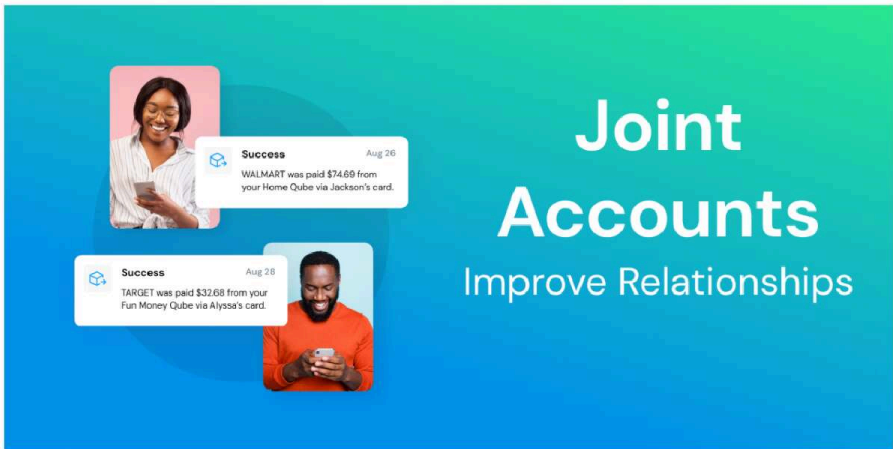 Success Aug 26
WALMART was paid $74.69 from
your Home Qube via Jackson's card.
Success Aug 28
TARGET was paid $32.68 from your
Fun Money Qube via Alyssa's card.
Joint
Accounts
Improve Relationships